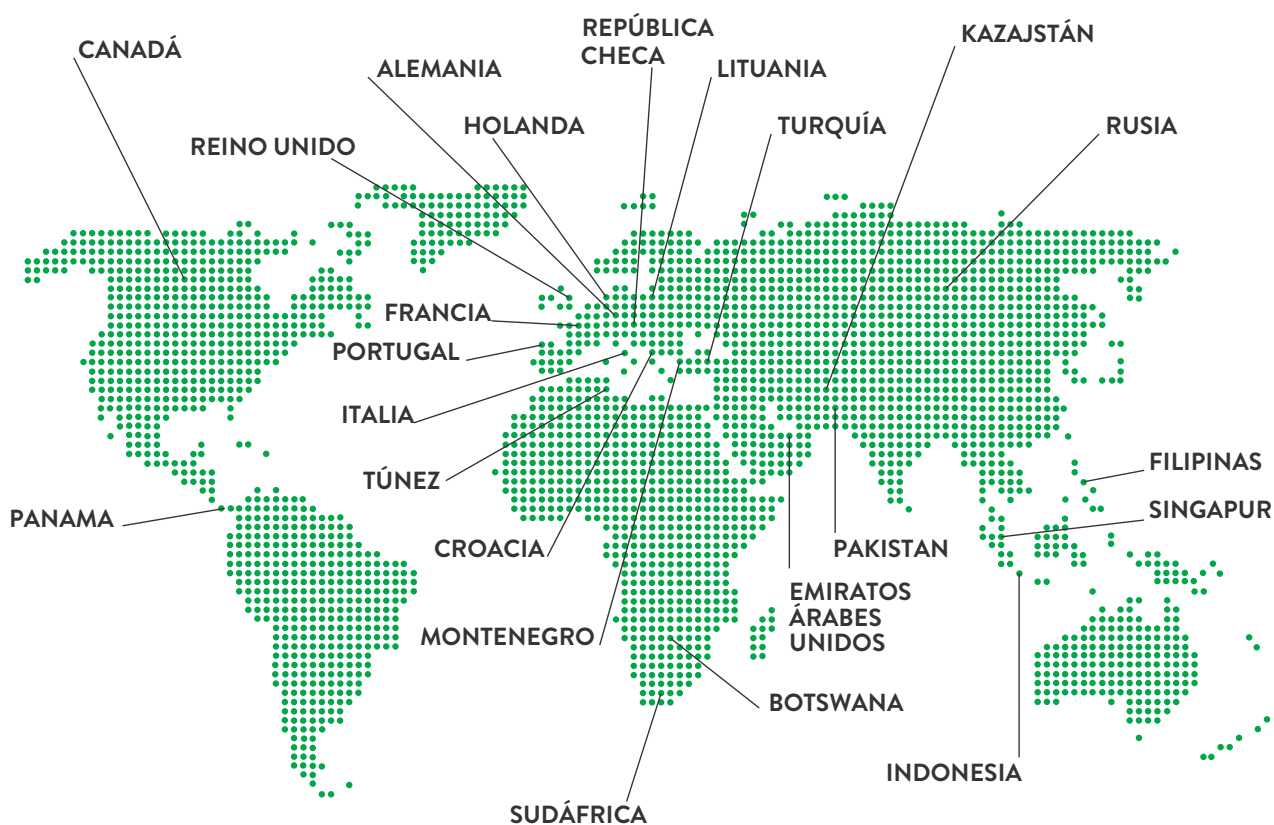 REPÚBLICA
CHECA
KAZAJSTÁN
CANADÁ
ALEMANIA
LITUANIA
HOLANDA
TURQUÍA
RUSIA
REINO UNIDO
FRANCIA
PORTUGAL
ITALIA
TÚNEZ
FILIPINAS
PANAMA
SINGAPUR
CROACIA
PAKISTAN
EMIRATOS
ÁRABES
UNIDOS
MONTENEGRO
BOTSWANA
INDONESIA
SUDÁFRICA